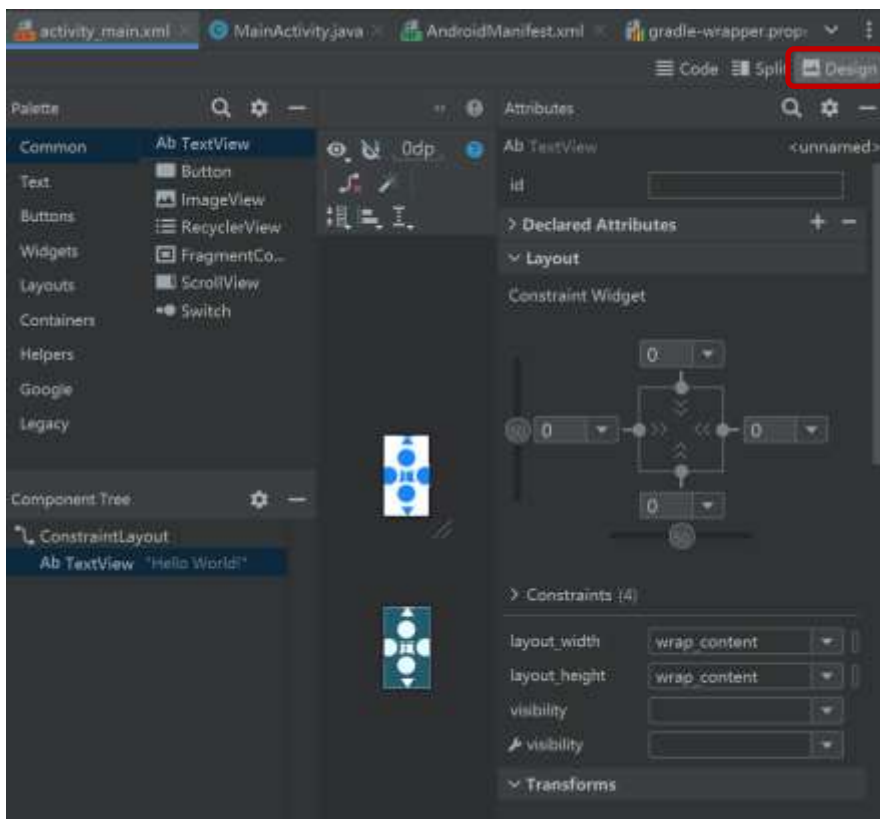 activity_main.xml MainActivity.java AndroidManifest.xml gradle-wrapper.prop
Code Split Design
Palette
Common
Text
Buttons
Widgets
Layouts
Containers
Helpers
Google
Legacy
Ab TextView
Button
ImageView
RecyclerView
FragmentCo...
ScrollView
Switch
0dp
Component Tree
ConstraintLayout
Ab TextView "Hello World!"
Attributes
Ab TextView <unnamed>
id
Declared Attributes
Layout
Constraint Widget
0
50 0 0
0
50
Constraints (4)
layout_width wrap_content
layout_height wrap_content
visibility
visibility
Transforms